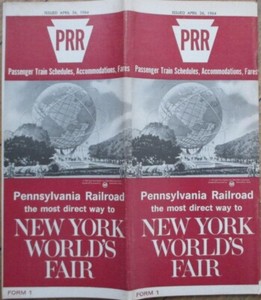 ISSUED APRIL 26, 1964
PRR
Passenger Train Schedules, Accommodations, Fares
Pennsylvania Railroad
the most direct way to
NEW YORK
WORLD'S
FAIR
FORM 1
ISSUED APRIL 26, 1964
PRR
Passenger Train Schedules, Accommodations, Fares
Pennsylvania Railroad
the most direct way to
NEW YORK
WORLD'S
FAIR
FORM 1